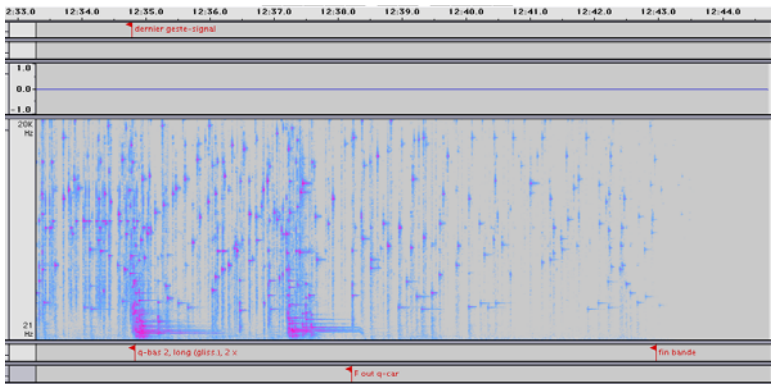 2:33.0 12:34.0 12:35.0 12:36.0 12:37.0 12:38.0 12:39.0 12:40.0 12:41.0 12:42.0 12:43.0 12:44.0
dernier geste-signal
1.0
0.0
-1.0
20K
Hz
21
Hz
q-bas 2, long (gliss.), 2 x
fin bande
F out q-car